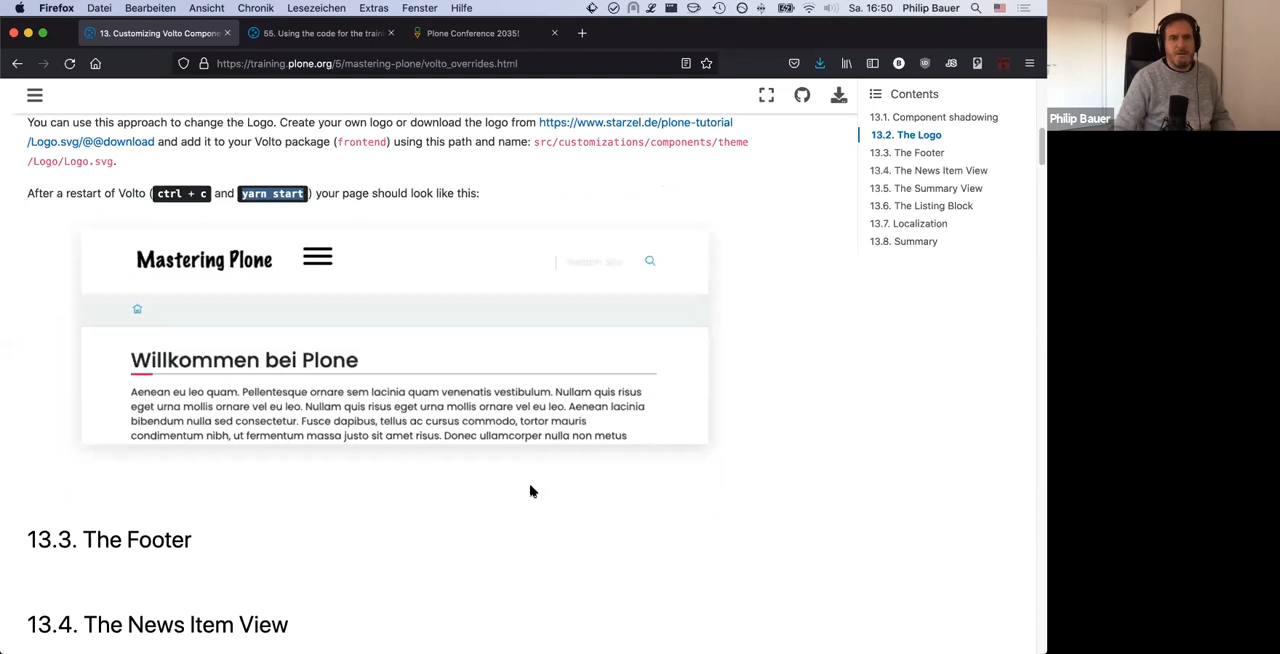 Firefox Datei Bearbeiten Ansicht Chronik Lesezeichen Extras Fenster Hilfe Sa. 16:50 Philip Bauer
13. Customizing Volto Compone
55. Using the code for the train
Plone Conference 2035!
https://training.plone.org/5/mastering-plone/volto_overrides.html
You can use this approach to change the Logo. Create your own logo or download the logo from https://www.starzel.de/plone-tutorial
/Logo.svg/@@download and add it to your Volto package (frontend) using this path and name: src/customizations/components/theme
/Logo/Logo.svg.
After a restart of Volto (ctrl + c and yarn start) your page should look like this:
Mastering Plone
Willkommen bei Plone
Aenean eu leo quam. Pellentesque ornare sem lacinia quam venenatis vestibulum. Nullam quis risus
eget urna mollis ornare vel eu leo. Nullam quis risus eget urna mollis ornare vel eu leo. Aenean lacinia
bibendum nulla sed consectetur. Fusce dapibus, tellus ac cursus commodo, tortor mauris
condimentum nibh, ut fermentum massa justo sit amet risus. Donec ullamcorper nulla non metus
13.3. The Footer
13.4. The News Item View
Contents
13.1. Component shadowing
13.2. The Logo
13.3. The Footer
13.4. The News Item View
13.5. The Summary View
13.6. The Listing Block
13.7. Localization
13.8. Summary
Philip Bauer